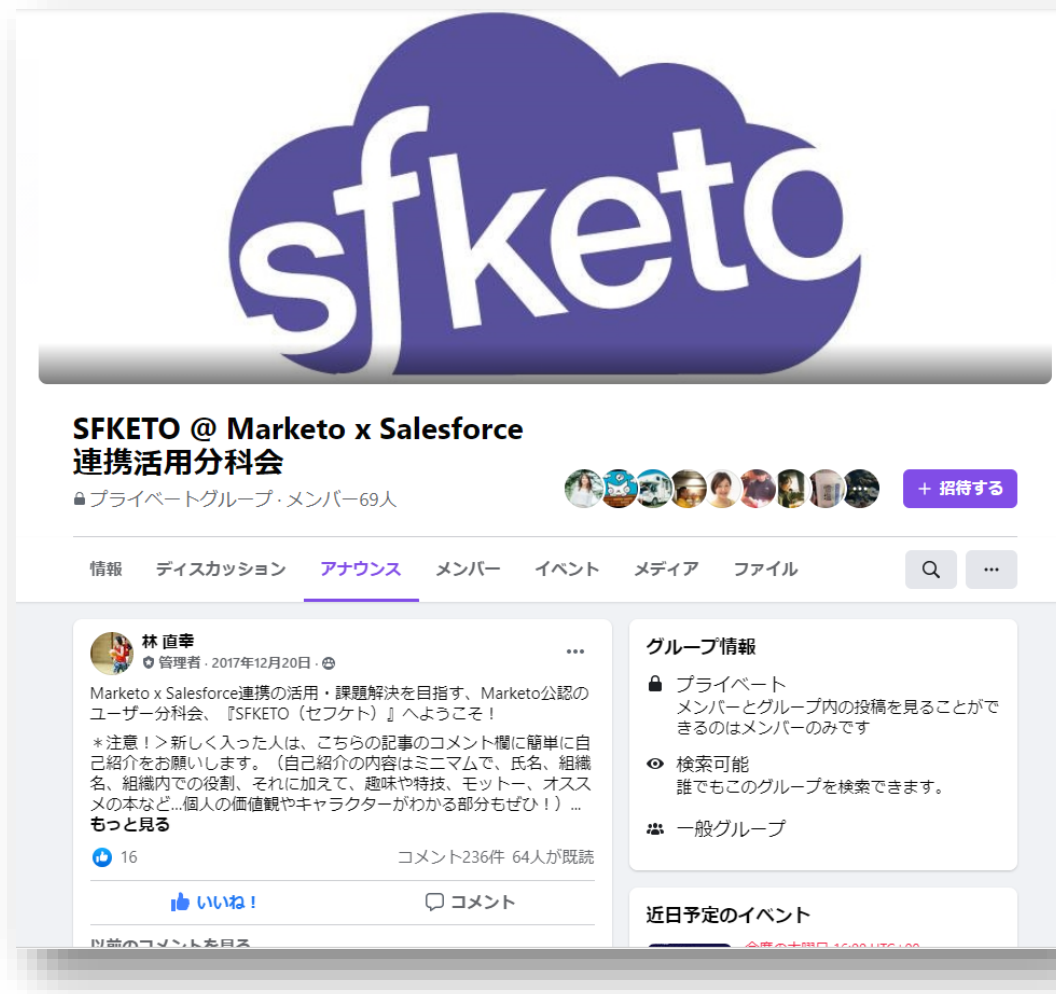 sfketo
SFKETO @ Marketo x Salesforce
連携活用分科会
プライベートグループ · メンバー69人
+ 招待する
情報 ディスカッション アナウンス メンバー イベント メディア ファイル
林 直幸
管理者 · 2017年12月20日 ·
Marketo x Salesforce連携の活用・課題解決を目指す、Marketo公認の
ユーザー分科会、『SFKETO（セフケト）』へようこそ！
＊注意！＞新しく入った人は、こちらの記事のコメント欄に簡単に自
己紹介をお願いします。（自己紹介の内容はミニマムで、氏名、組織
名、組織内での役割、それに加えて、趣味や特技、モットー、オスス
メの本など...個人の価値観やキャラクターがわかる部分もぜひ！）...
もっと見る
16
コメント236件 64人が既読
いいね！
コメント
以前のコメントを見る
グループ情報
プライベート
メンバーとグループ内の投稿を見ることがで
きるのはメンバーのみです
検索可能
誰でもこのグループを検索できます。
一般グループ
近日予定のイベント